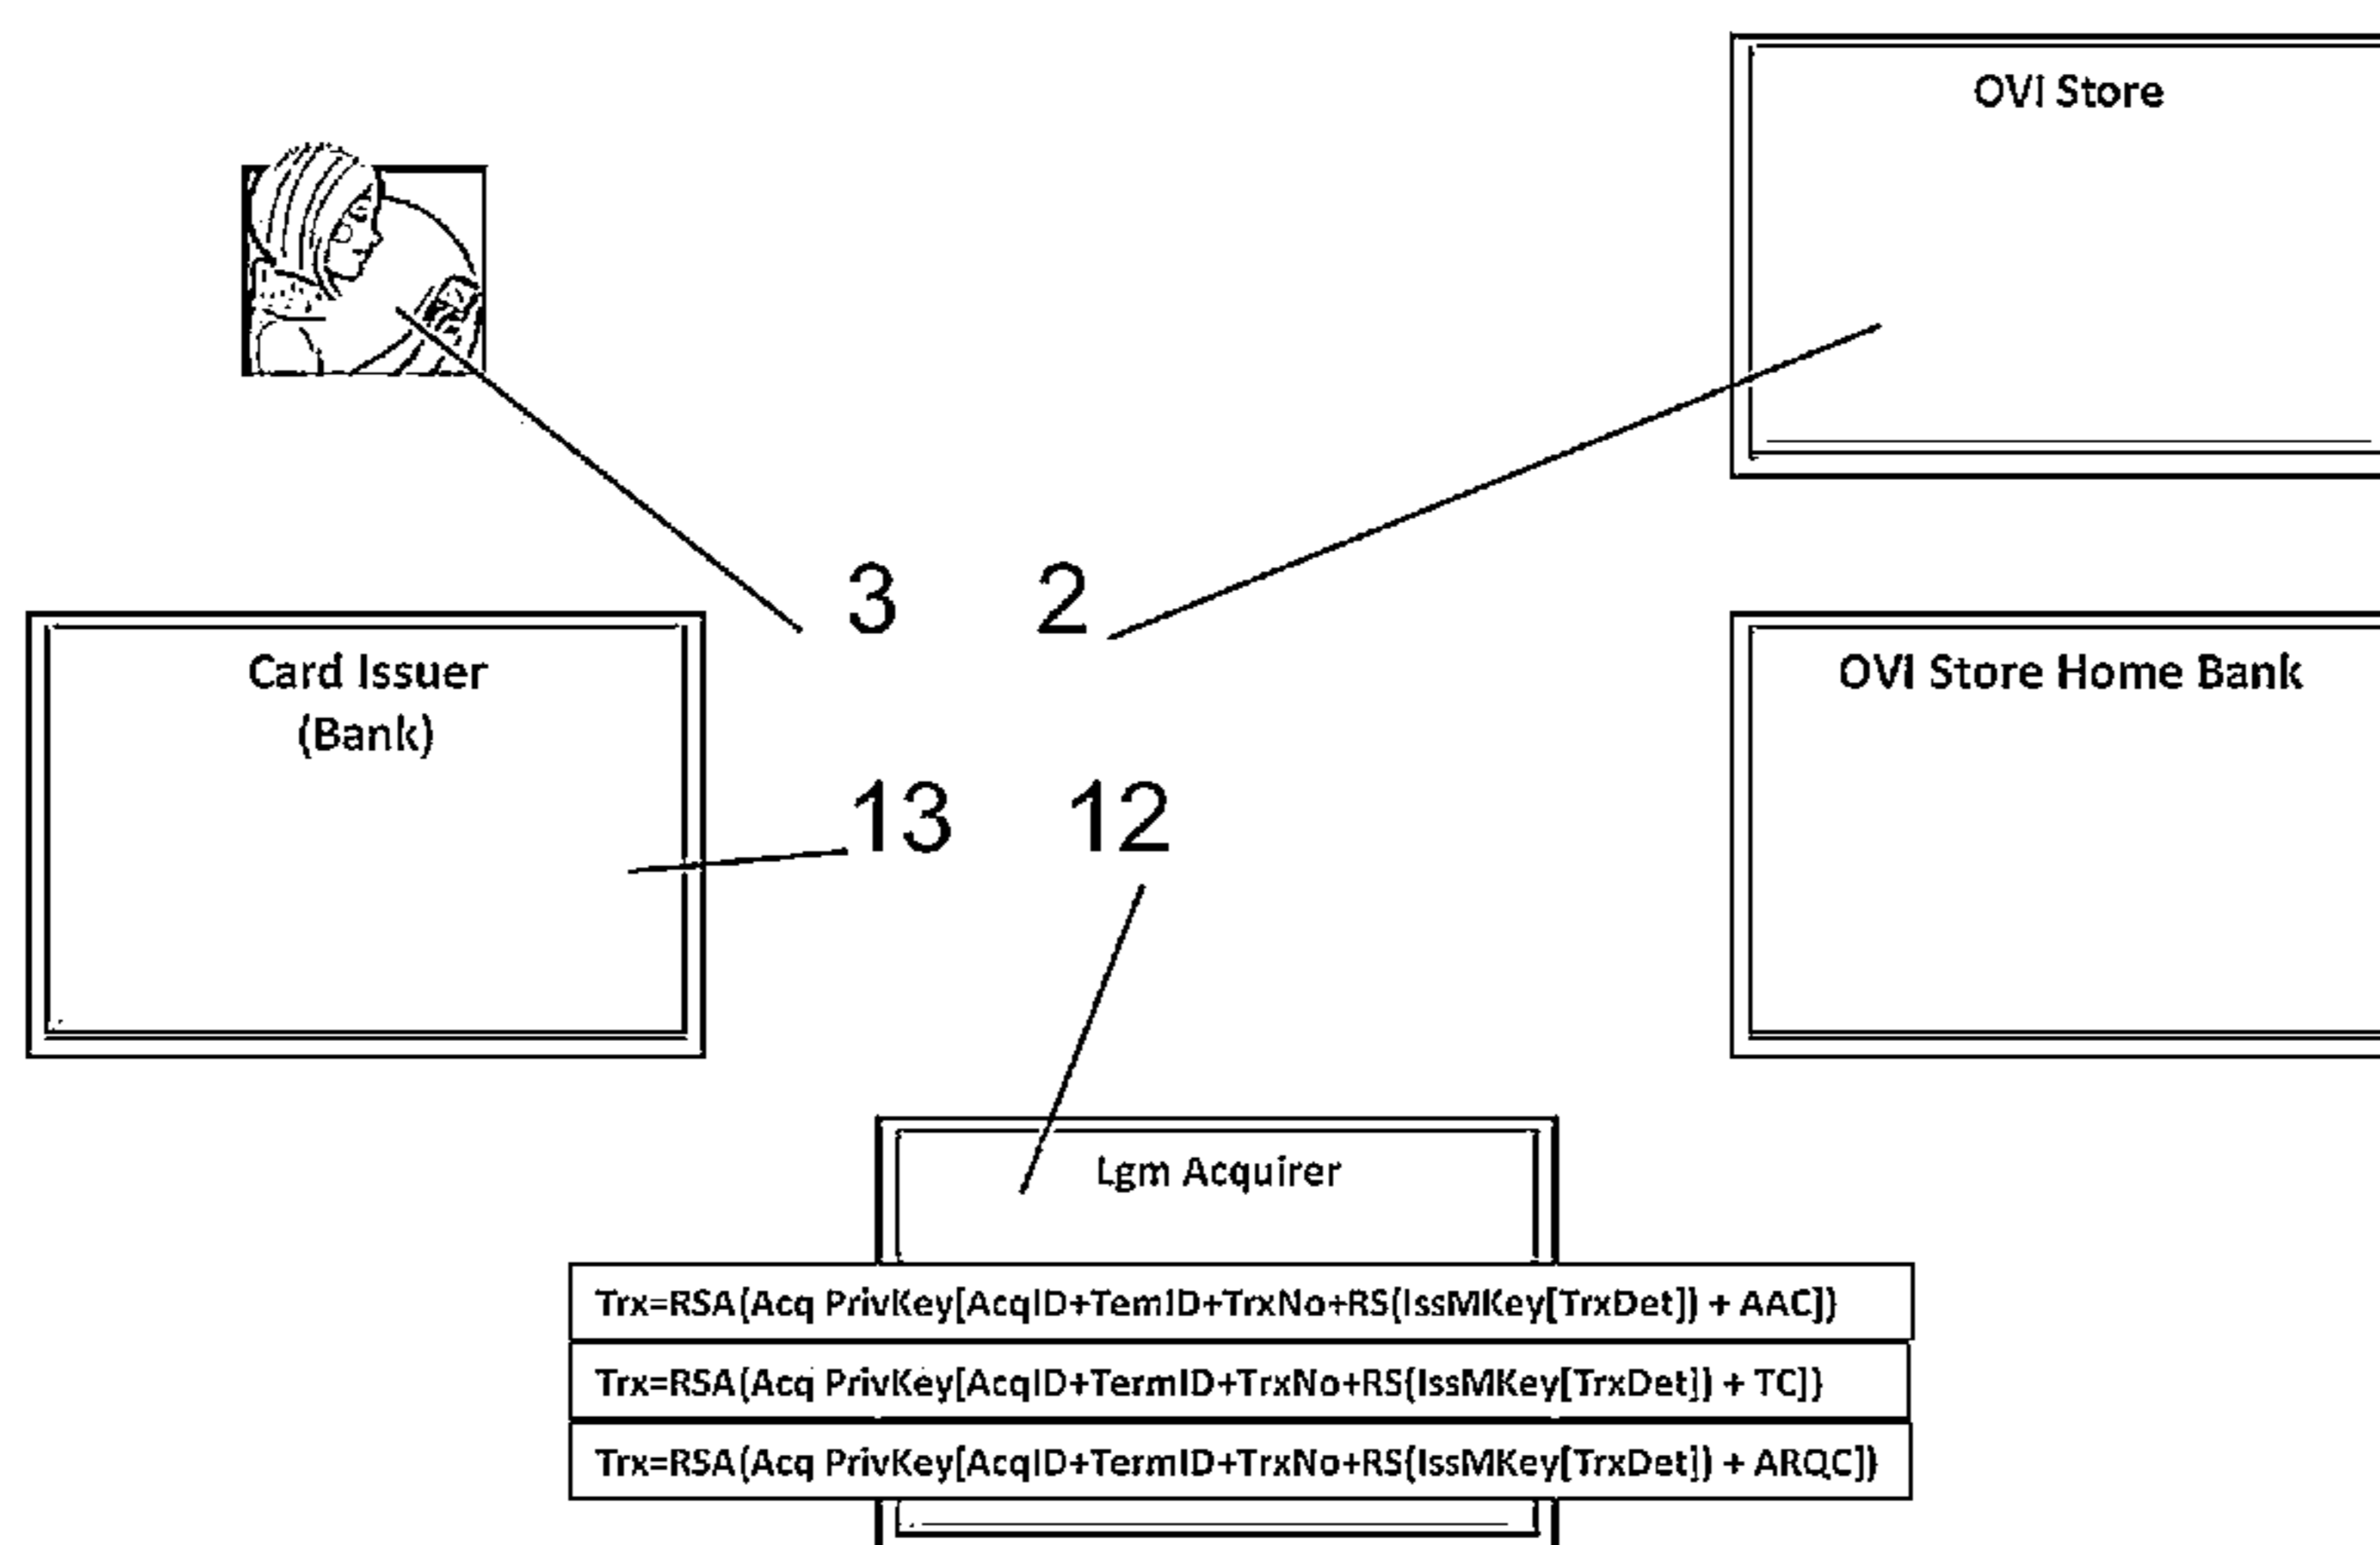 OVI Store
3 2
Card Issuer
(Bank)
OVI Store Home Bank
13 12
Lgm Acquirer
Trx=RSA(Acq PrivKey[AcqID+TemID+TrxNo+RS(IssMKey[TrxDet]) + AAC])
Trx=RSA(Acq PrivKey[AcqID+TermID+TrxNo+RS(IssMKey[TrxDet]) + TC])
Trx=RSA(Acq PrivKey[AcqID+TermID+TrxNo+RS(IssMKey[TrxDet]) + ARQC])